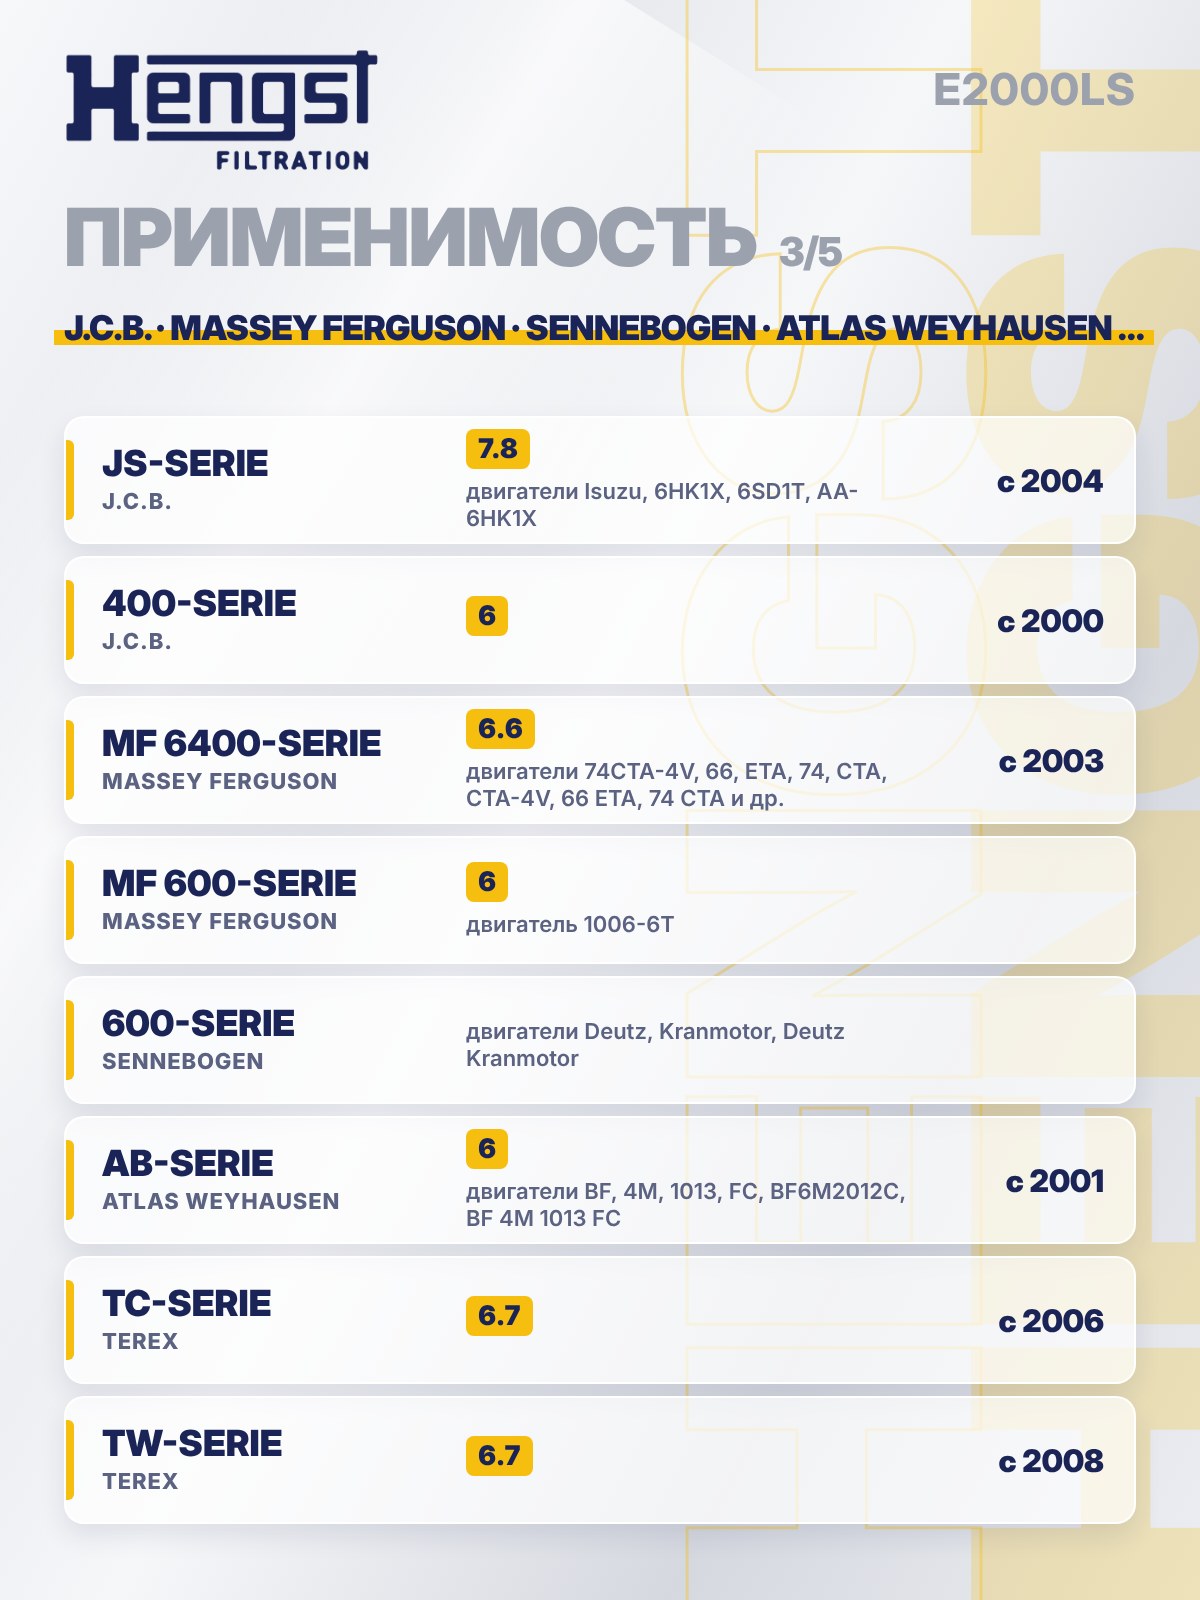 Hengst
FILTRATION
E2000LS
ПРИМЕНИМОСТЬ 3/5
J.C.B. · MASSEY FERGUSON · SENNEBOGEN · ATLAS WEYHAUSEN ...
JS-SERIE
J.C.B.
7.8
двигатели Isuzu, 6HK1X, 6SD1T, AA-
6HK1X
с 2004
400-SERIE
J.C.B.
6
с 2000
MF 6400-SERIE
MASSEY FERGUSON
6.6
двигатели 74CTA-4V, 66, ETA, 74, CTA,
CTA-4V, 66 ETA, 74 CTA и др.
с 2003
MF 600-SERIE
MASSEY FERGUSON
6
двигатель 1006-6T
600-SERIE
SENNEBOGEN
двигатели Deutz, Kranmotor, Deutz
Kranmotor
AB-SERIE
ATLAS WEYHAUSEN
6
двигатели BF, 4M, 1013, FC, BF6M2012C,
BF 4M 1013 FC
с 2001
TC-SERIE
TEREX
6.7
с 2006
TW-SERIE
TEREX
6.7
с 2008
HENGST
HENGST